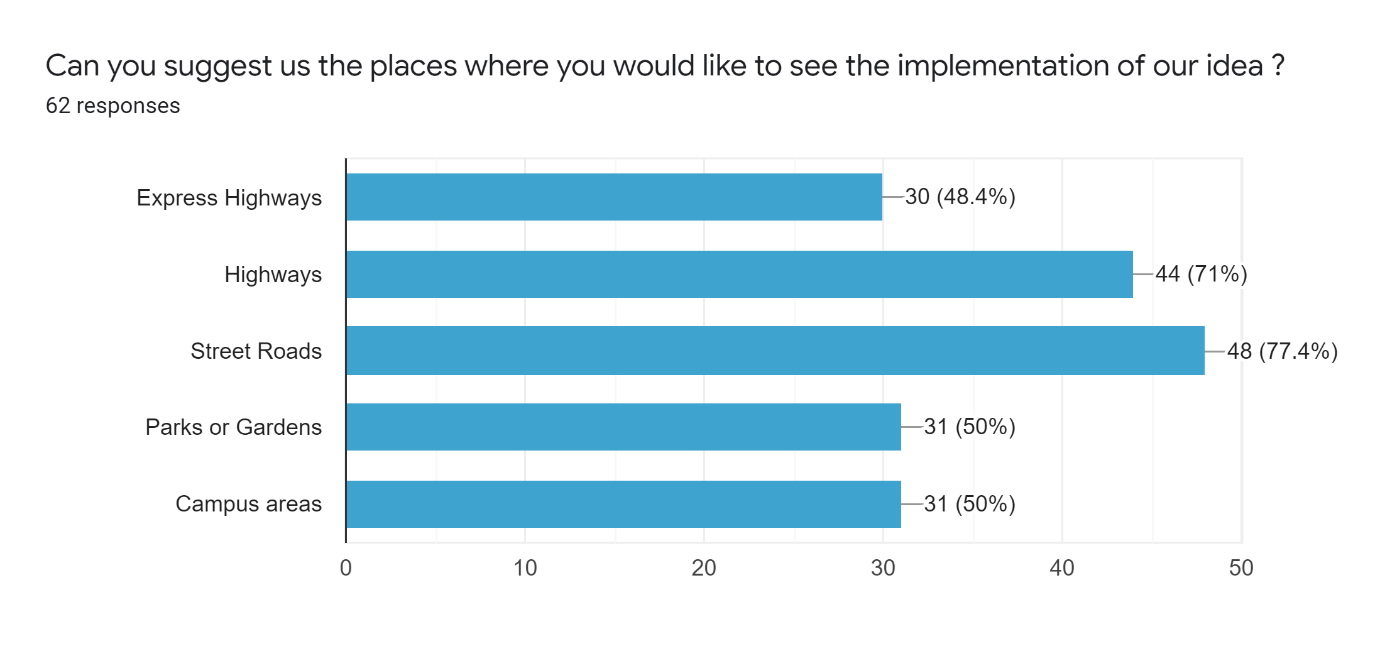 Can you suggest us the places where you would like to see the implementation of our idea ?
62 responses
Express Highways
30 (48.4%)
Highways
44 (71%)
Street Roads
48 (77.4%)
Parks or Gardens
31 (50%)
Campus areas
31 (50%)
0 10 20 30 40 50